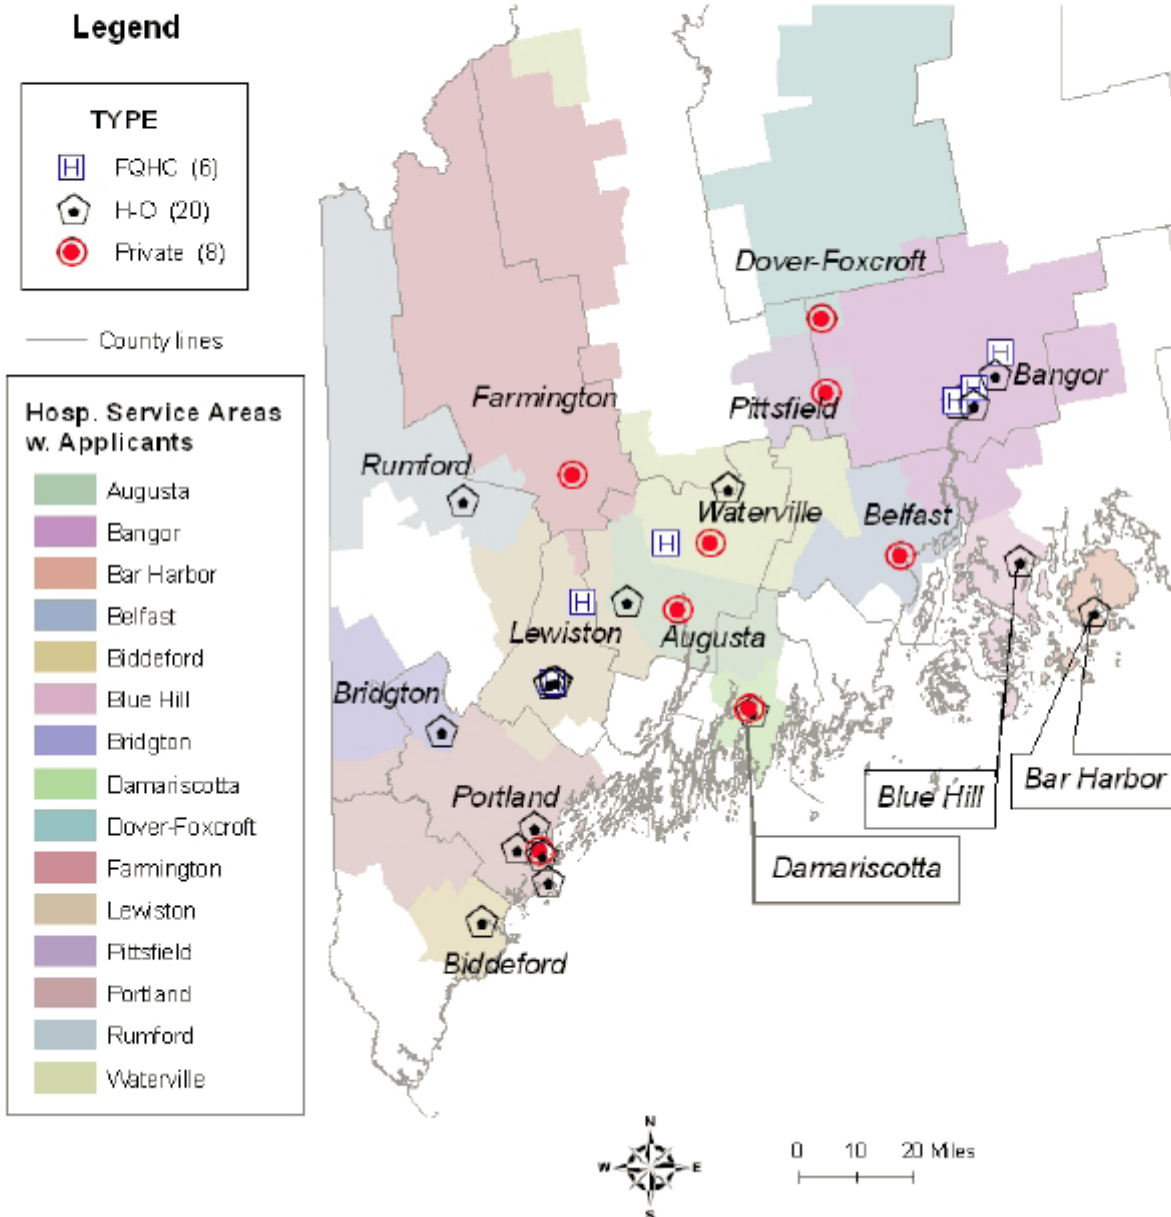 Legend
TYPE
H FQHC (6)
H-O (20)
Private (8)
County lines
Hosp. Service Areas
w. Applicants
Augusta
Bangor
Bar Harbor
Belfast
Biddeford
Blue Hill
Bridgton
Damariscotta
Dover-Foxcroft
Farmington
Lewiston
Pittsfield
Portland
Rumford
Waterville
Dover-Foxcroft
H
Bangor
H
H
Farmington
Pittsfield
Rumford
Waterville
Belfast
H
H
Lewiston
Augusta
Bridgton
Portland
Blue Hill
Bar Harbor
Damariscotta
Biddeford
N
W E
S
0 10 20 Miles